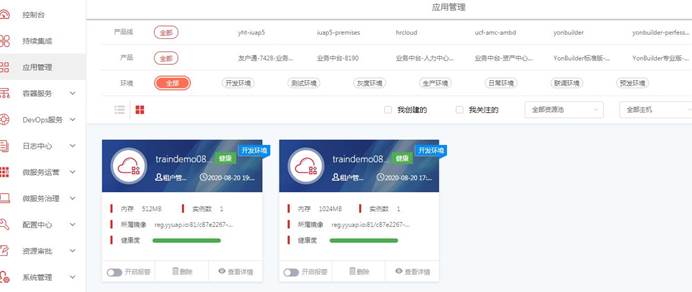 控制台
持续集成
应用管理
容器服务
DevOps服务
日志中心
微服务运营
微服务治理
配置中心
资源审批
系统管理
应用管理
产品线 全部 yht-iuap5 iuap5-premises hrcloud ucf-amc-ambd yonbuilder yonbuilder-perfess...
产品 全部 友户通-7428-业务... 业务中台-8190 业务中台-人力中心... 业务中台-资产中心... YonBuilder标准版-... YonBuilder专业版-...
环境 全部 开发环境 测试环境 灰度环境 生产环境 日常环境 联调环境 预发环境
我创建的 我关注的 全部资源池 全部主机
开发环境
traindemo08... 健康
租户管... 2020-08-20 19:...
内存 512MB 实例数 1
所属镜像 reg.yyuap.io:81/c87e2267-...
健康度
开启报警 删除 查看详情
开发环境
traindemo08... 健康
租户管... 2020-08-20 17:...
内存 1024MB 实例数 1
所属镜像 reg.yyuap.io:81/c87e2267-...
健康度
开启报警 删除 查看详情